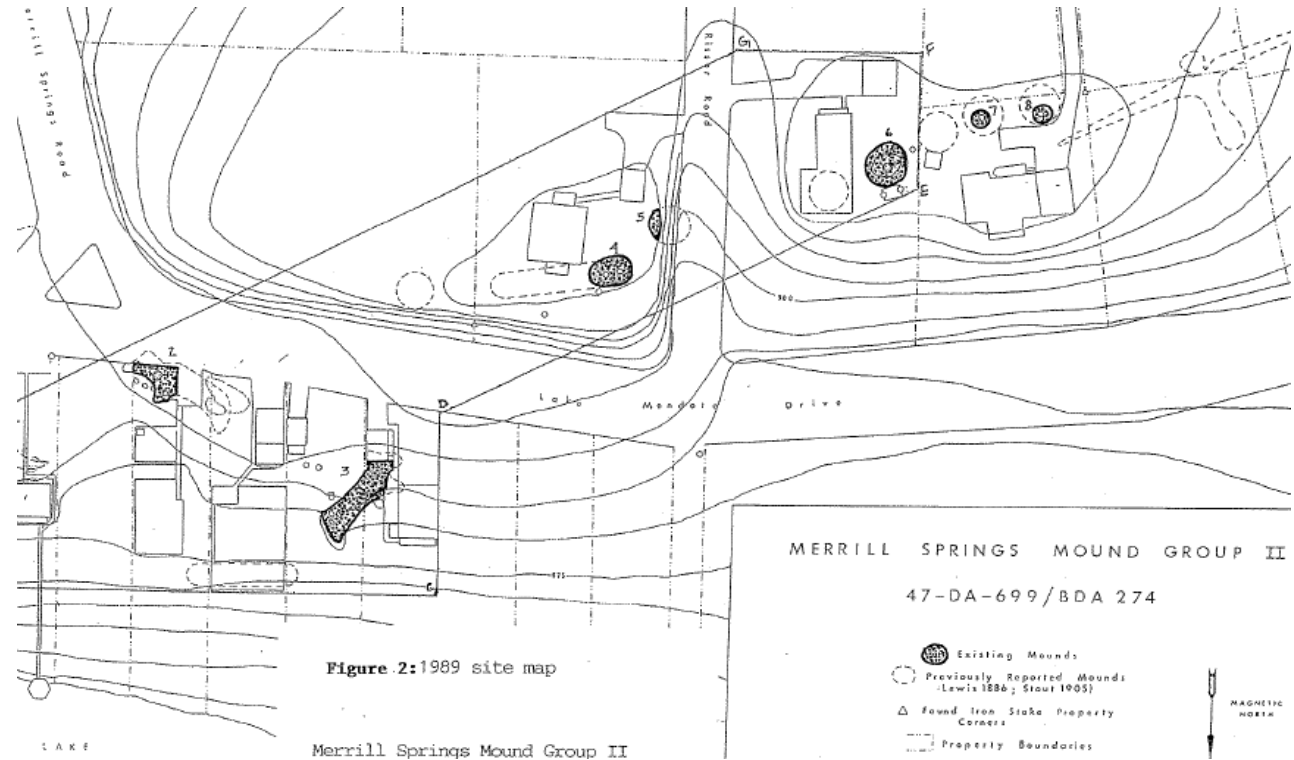 Merrill Springs Road
Risser Road
G
F
E
D
C
2
3
4
5
6
7
8
900
875
Lake Mendota Drive
LAKE
Figure 2:1989 site map
Merrill Springs Mound Group II
MERRILL SPRINGS MOUND GROUP II
47-DA-699/BDA 274
Existing Mounds
Previously Reported Mounds
(Lewis 1886; Stout 1905)
Found Iron Stake Property
Corners
Property Boundaries
MAGNETIC
NORTH